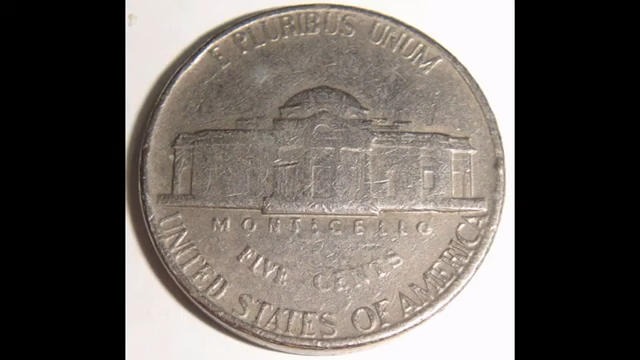 E PLURIBUS UNUM
MONTICELLO
FIVE CENTS
UNITED STATES OF AMERICA